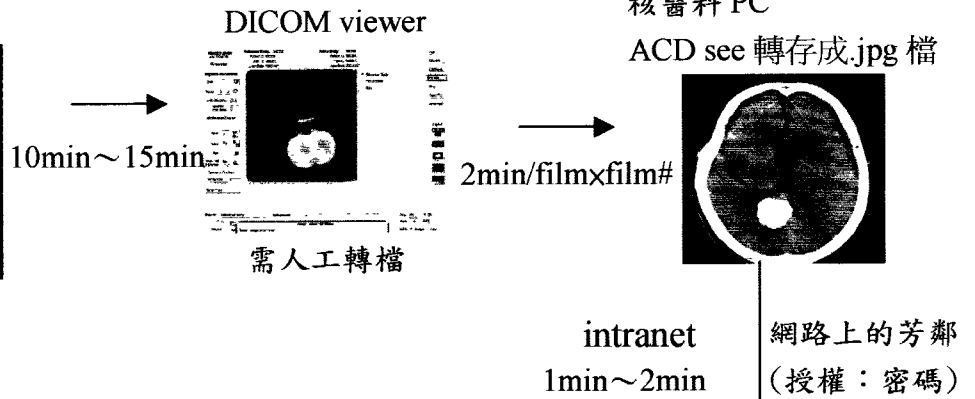 DICOM viewer
10min～15min
需人工轉檔
2min/film×film#
核醫科 PC
ACD see 轉存成.jpg 檔
intranet
1min～2min
網路上的芳鄰
(授權：密碼)